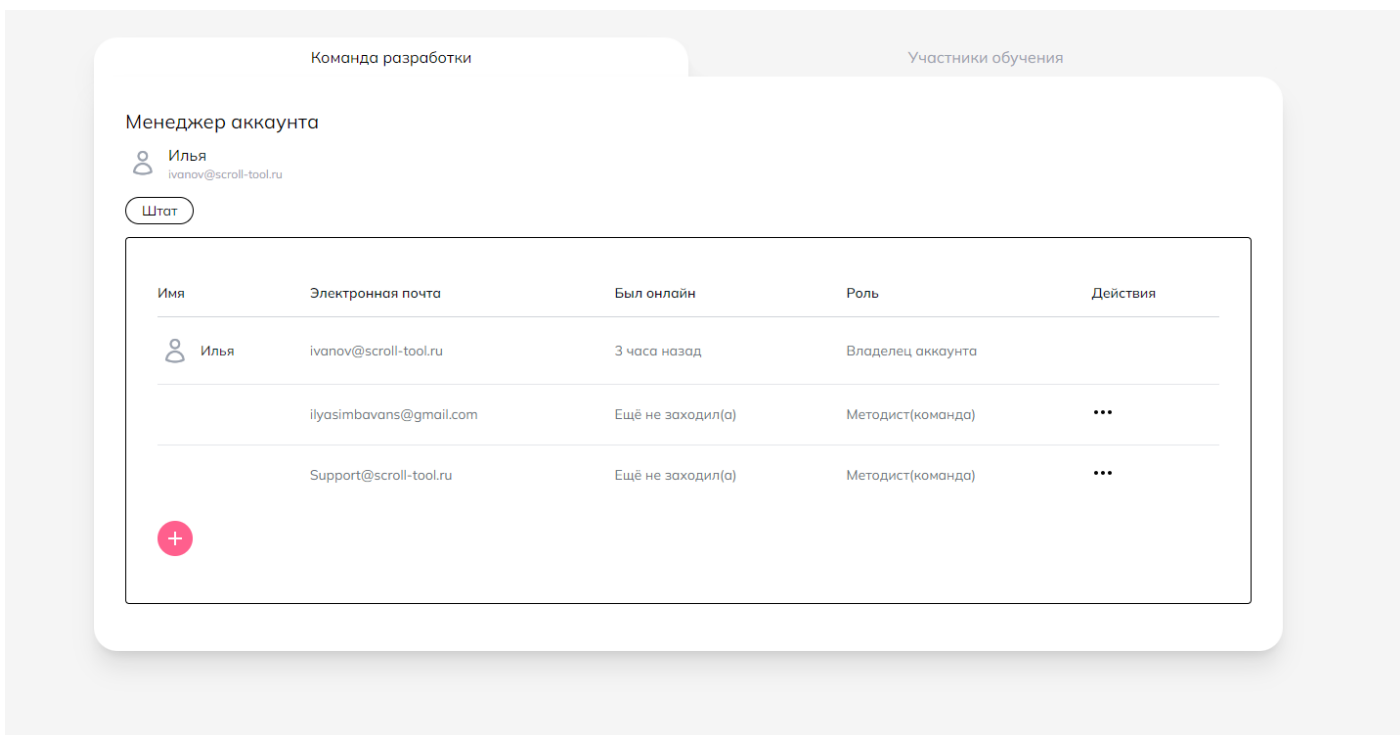 Команда разработки Участники обучения
Менеджер аккаунта
Илья
ivanov@scroll-tool.ru
Штат
Имя Электронная почта Был онлайн Роль Действия
Илья ivanov@scroll-tool.ru 3 часа назад Владелец аккаунта
ilyasimbavans@gmail.com Ещё не заходил(а) Методист(команда)
Support@scroll-tool.ru Ещё не заходил(а) Методист(команда)